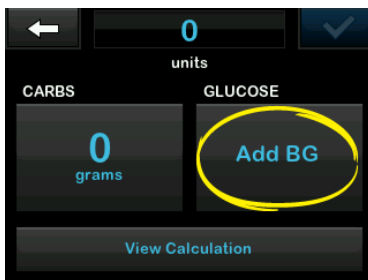 0
units
CARBS
GLUCOSE
0
grams
Add BG
View Calculation